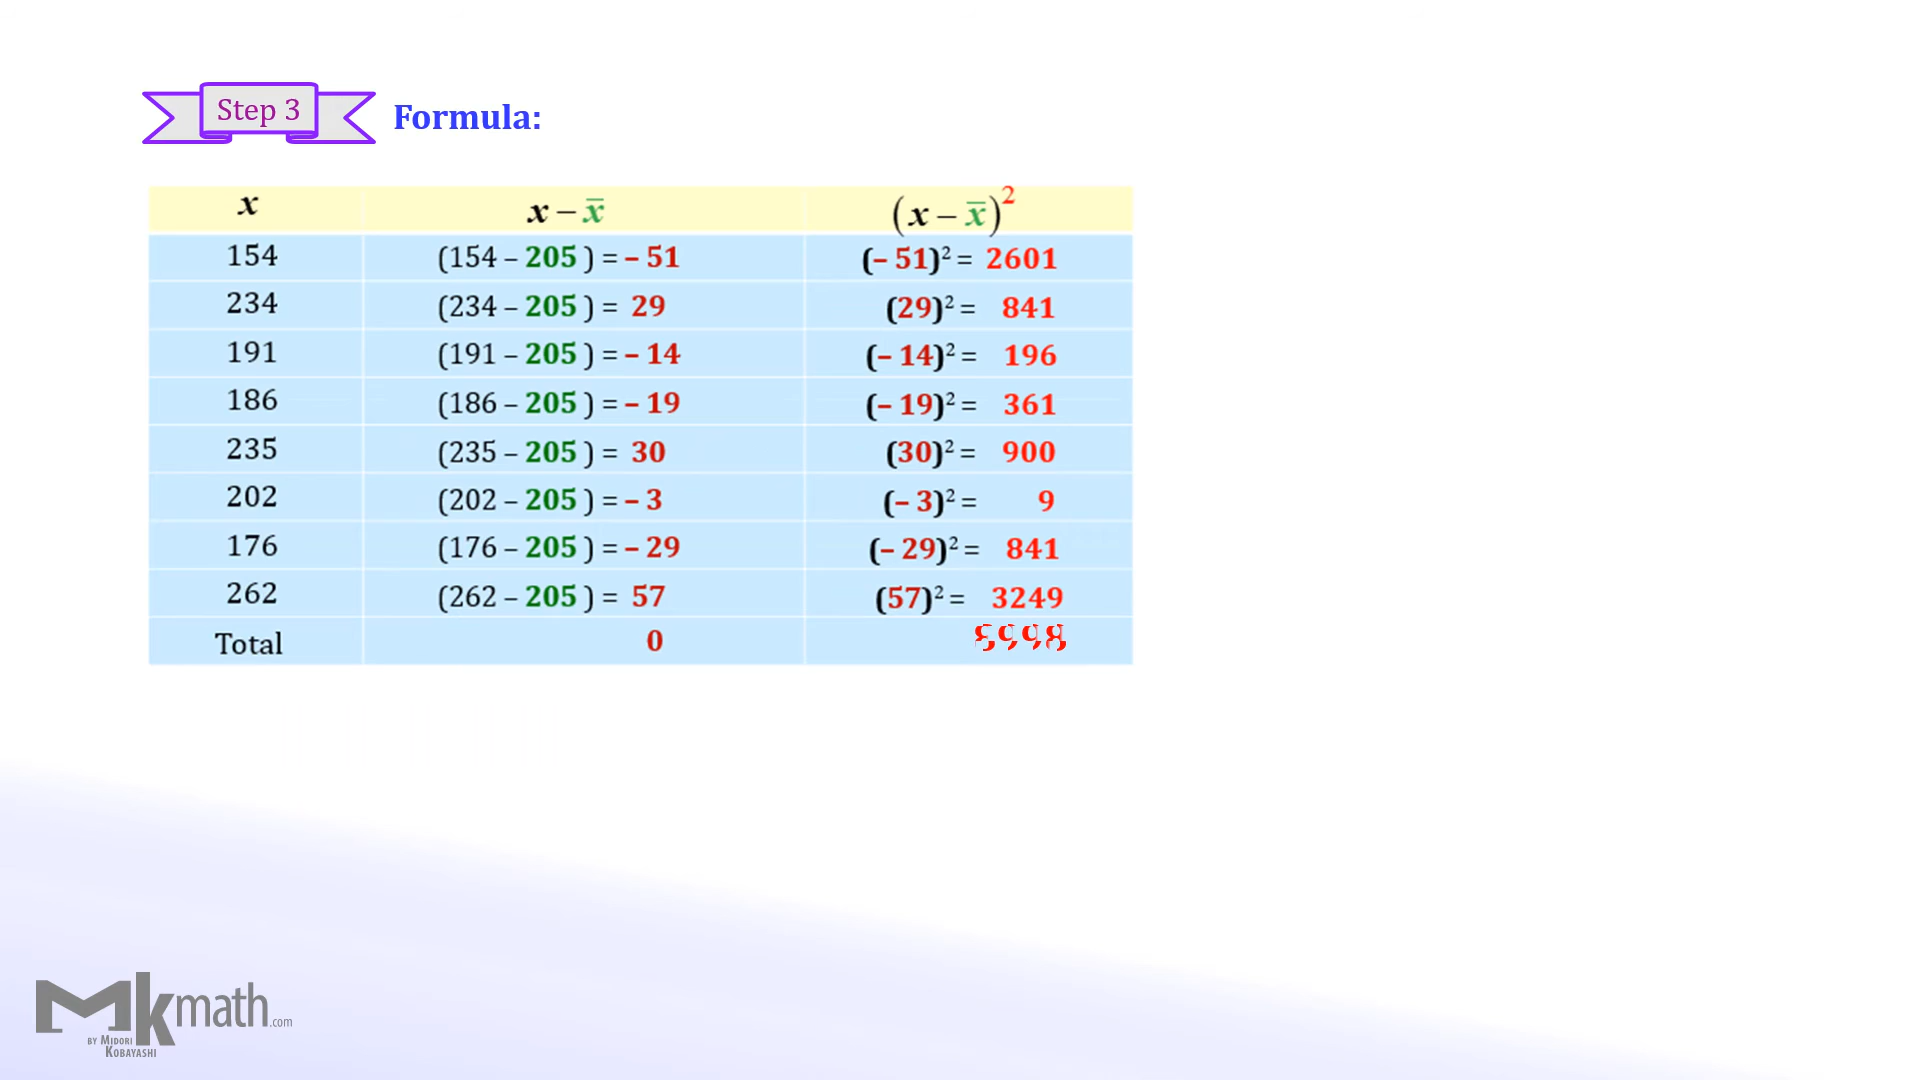 Step 3
Formula:
x x – x̄ (x – x̄)²
154 (154 – 205 ) = – 51 (– 51)² = 2601
234 (234 – 205 ) = 29 (29)² = 841
191 (191 – 205 ) = – 14 (– 14)² = 196
186 (186 – 205 ) = – 19 (– 19)² = 361
235 (235 – 205 ) = 30 (30)² = 900
202 (202 – 205 ) = – 3 (– 3)² = 9
176 (176 – 205 ) = – 29 (– 29)² = 841
262 (262 – 205 ) = 57 (57)² = 3249
Total 0
Mkmath.com
BY MIDORI
KOBAYASHI